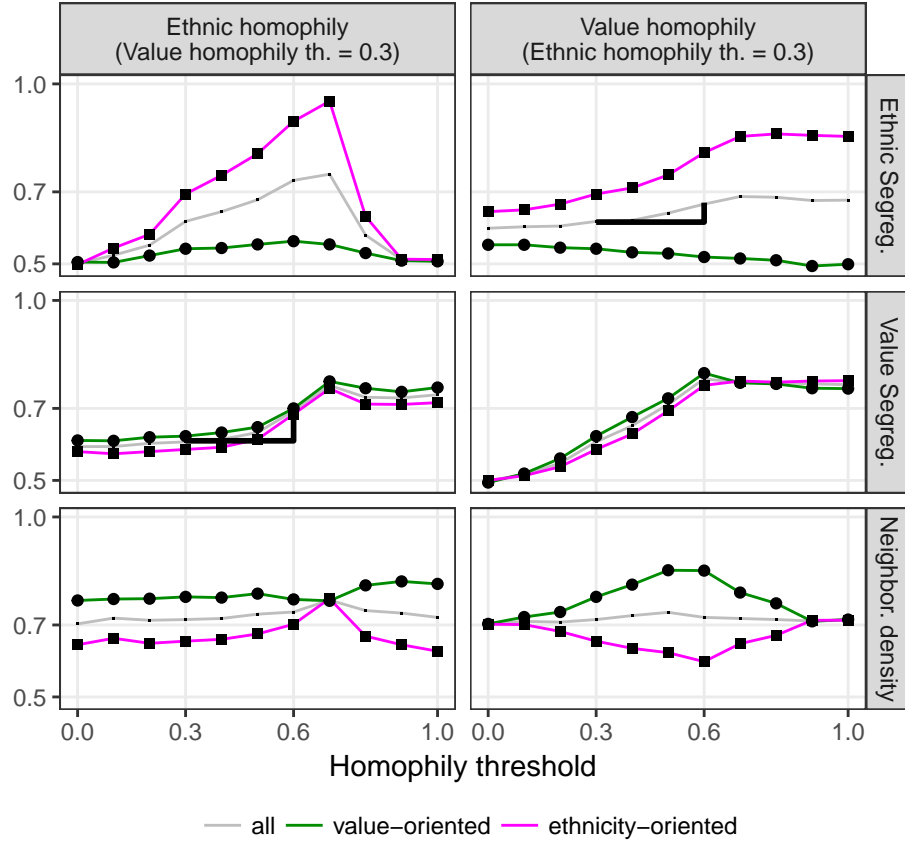 Ethnic homophily
(Value homophily th. = 0.3)
Value homophily
(Ethnic homophily th. = 0.3)
1.0
0.7
0.5
Ethnic Segreg.
1.0
0.7
0.5
Value Segreg.
1.0
0.7
0.5
Neighbor. density
0.0 0.3 0.6 1.0
0.0 0.3 0.6 1.0
Homophily threshold
all value−oriented ethnicity−oriented